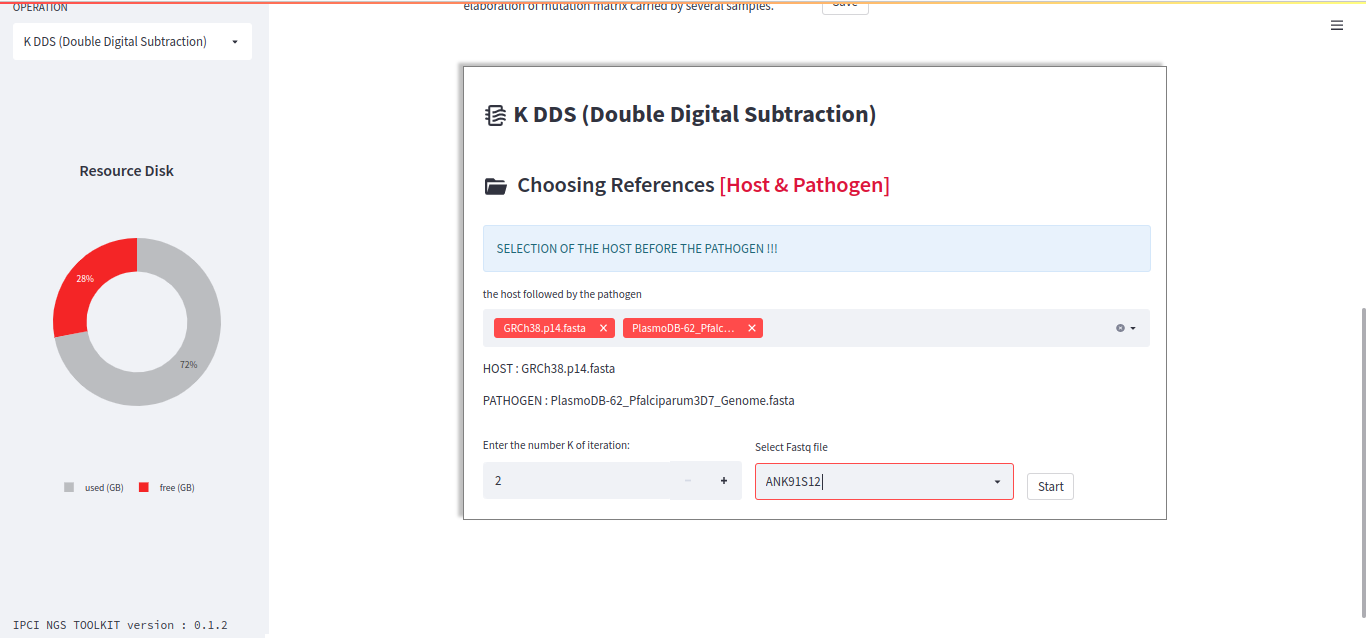 OPERATION
K DDS (Double Digital Subtraction)
Resource Disk
28%
72%
used (GB)
free (GB)
IPCI NGS TOOLKIT version : 0.1.2
elaboration of mutation matrix carried by several samples.
Save
K DDS (Double Digital Subtraction)
Choosing References [Host & Pathogen]
SELECTION OF THE HOST BEFORE THE PATHOGEN !!!
the host followed by the pathogen
GRCh38.p14.fasta
PlasmoDB-62_Pfalc...
HOST : GRCh38.p14.fasta
PATHOGEN : PlasmoDB-62_Pfalciparum3D7_Genome.fasta
Enter the number K of iteration:
2
Select Fastq file
ANK91S12
Start